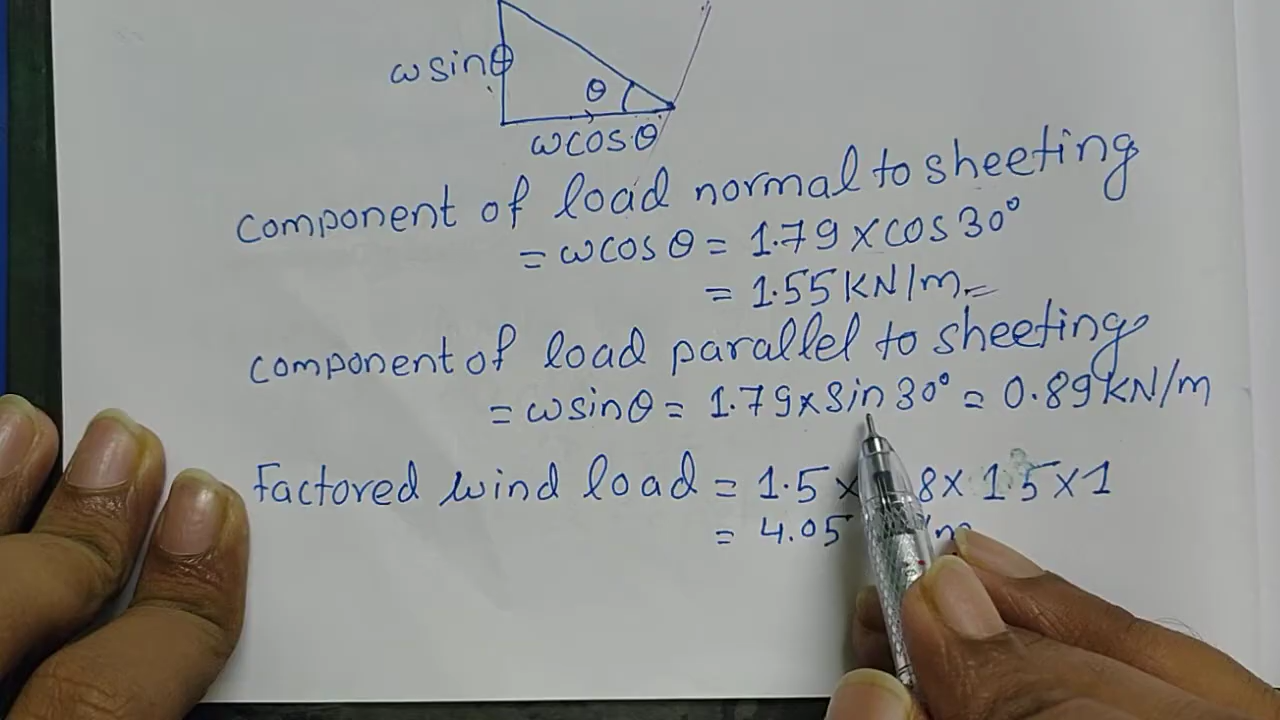 ωsinθ
θ
ωcosθ
component of load normal to sheeting
= ωcosθ = 1.79 × cos 30°
= 1.55 KN/m
component of load parallel to sheeting
= ωsinθ = 1.79 × sin 30° = 0.89 KN/m
Factored wind load = 1.5 × 8 × 1.5 × 1
= 4.05 /m